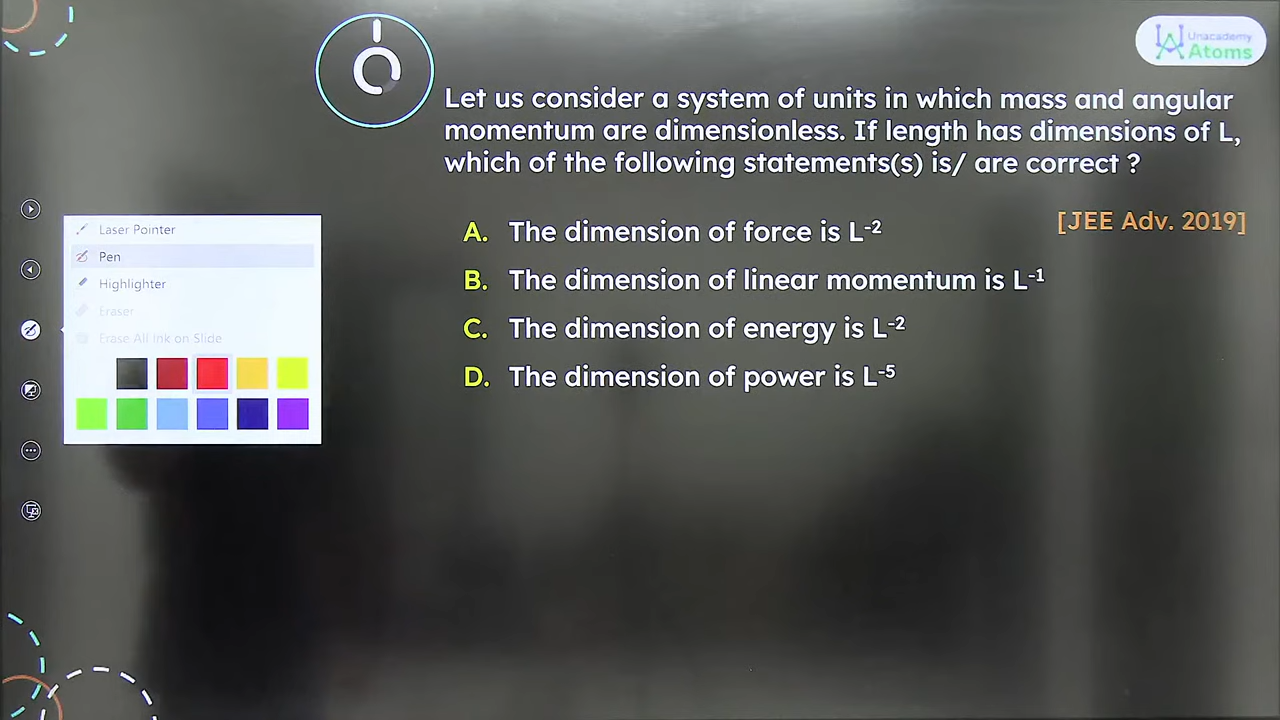 Unacademy
Atoms
Let us consider a system of units in which mass and angular
momentum are dimensionless. If length has dimensions of L,
which of the following statements(s) is/ are correct ?
[JEE Adv. 2019]
A. The dimension of force is L⁻²
B. The dimension of linear momentum is L⁻¹
C. The dimension of energy is L⁻²
D. The dimension of power is L⁻⁵
Laser Pointer
Pen
Highlighter
Eraser
Erase All Ink on Slide